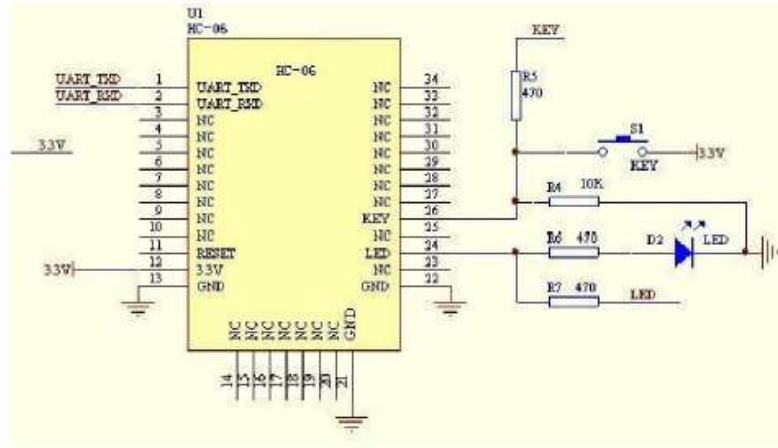 U1
HC-06
HC-06
UART_TXD
UART_RXD
1
2
3
4
5
6
7
8
9
10
11
12
13
UART_TXD
UART_RXD
NC
NC
NC
NC
NC
NC
NC
NC
RESET
3.3V
GND
3.3V
3.3V
NC
NC
NC
NC
NC
NC
NC
NC
KEY
NC
LED
NC
GND
34
33
32
31
30
29
28
27
26
25
24
23
22
NC
NC
NC
NC
NC
NC
NC
GND
14
15
16
17
18
19
20
21
KEY
R5
470
S1
KEY
3.3V
R4 10K
R6 470
D2 LED
R7 470
LED